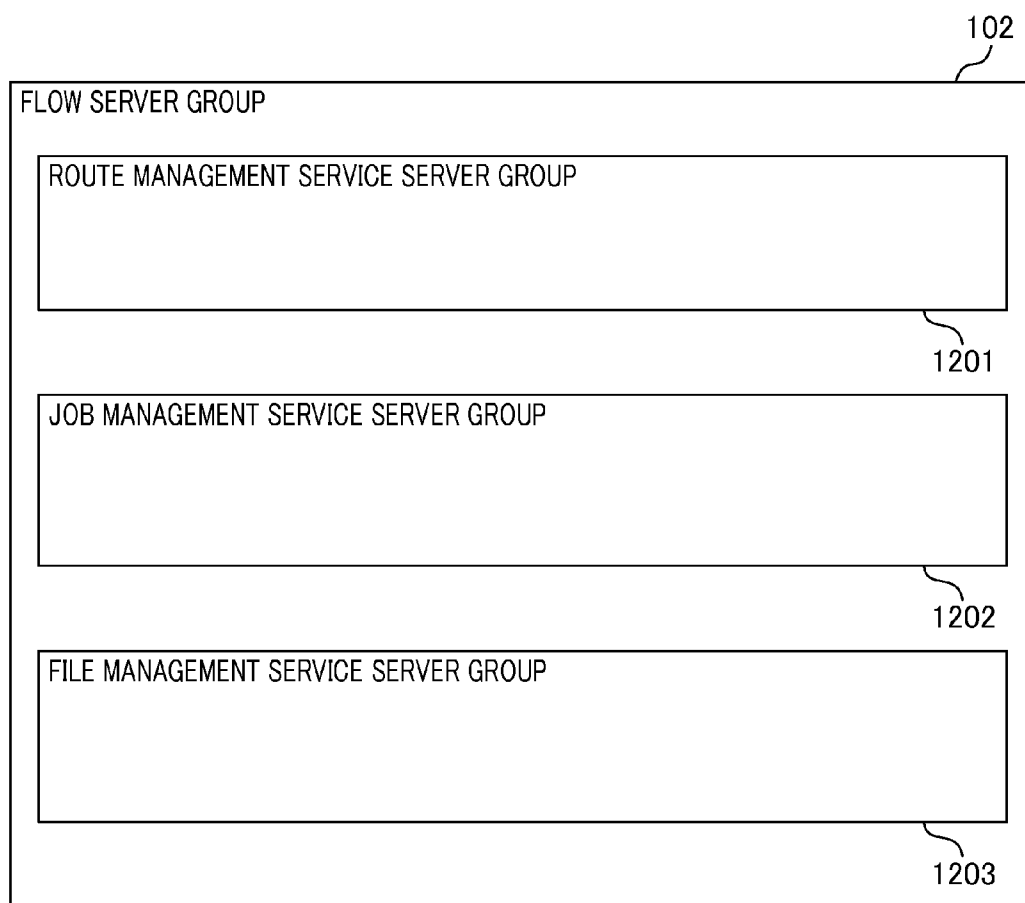 102
FLOW SERVER GROUP
ROUTE MANAGEMENT SERVICE SERVER GROUP
1201
JOB MANAGEMENT SERVICE SERVER GROUP
1202
FILE MANAGEMENT SERVICE SERVER GROUP
1203